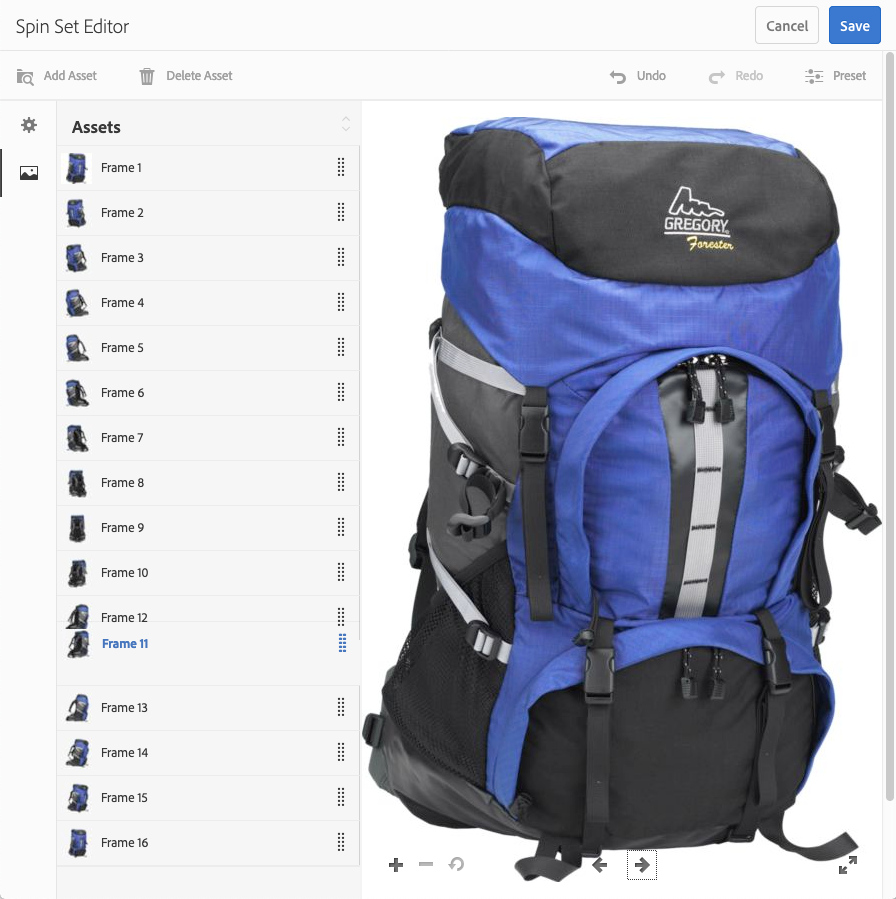 Spin Set Editor
Cancel
Save
Add Asset
Delete Asset
Undo
Redo
Preset
Assets
Frame 1
Frame 2
Frame 3
Frame 4
Frame 5
Frame 6
Frame 7
Frame 8
Frame 9
Frame 10
Frame 12
Frame 11
Frame 13
Frame 14
Frame 15
Frame 16
GREGORY
Forester